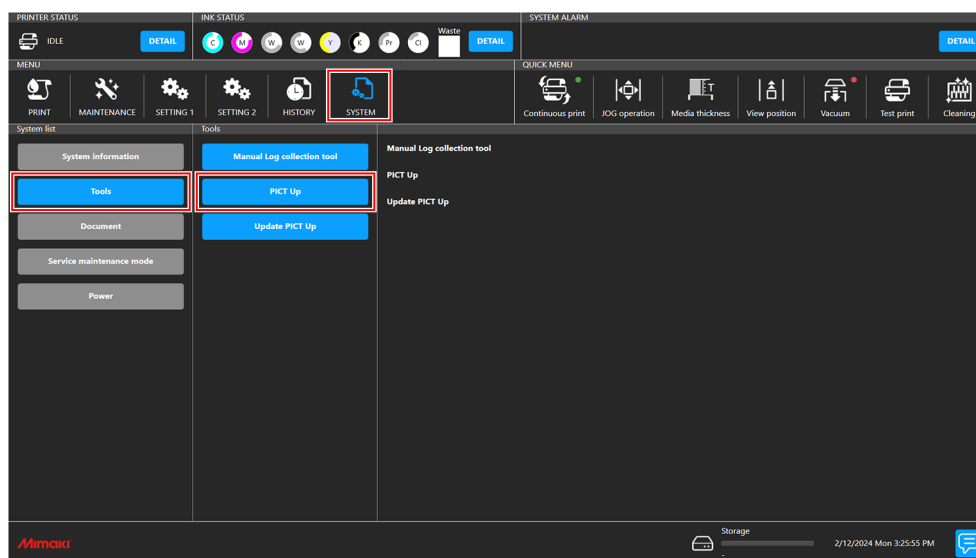 PRINTER STATUS
INK STATUS
SYSTEM ALARM
IDLE
DETAIL
C
M
W
W
Y
K
Pr
Cl
Waste
DETAIL
DETAIL
MENU
QUICK MENU
PRINT
MAINTENANCE
SETTING 1
SETTING 2
HISTORY
SYSTEM
Continuous print
JOG operation
Media thickness
View position
Vacuum
Test print
Cleaning
System list
Tools
System information
Tools
Document
Service maintenance mode
Power
Manual Log collection tool
PICT Up
Update PICT Up
Manual Log collection tool
PICT Up
Update PICT Up
Mimaki
Storage
-
2/12/2024 Mon 3:25:55 PM